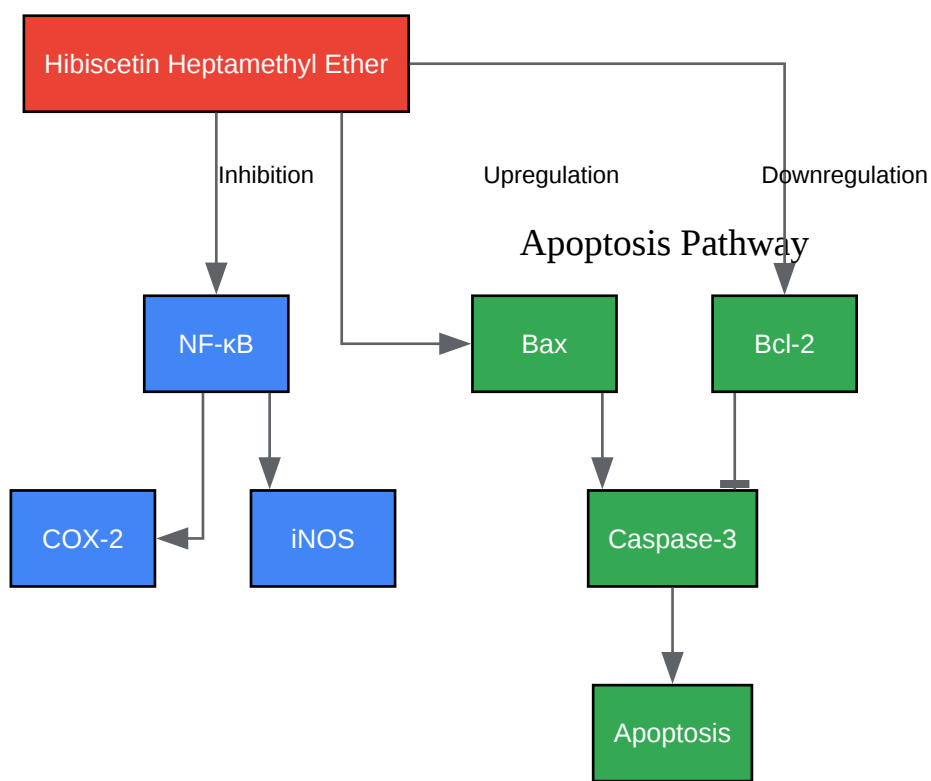 Hibiscetin Heptamethyl Ether
Inhibition
Upregulation
Downregulation
Apoptosis Pathway
NF-κB
Bax
Bcl-2
COX-2
iNOS
Caspase-3
Apoptosis